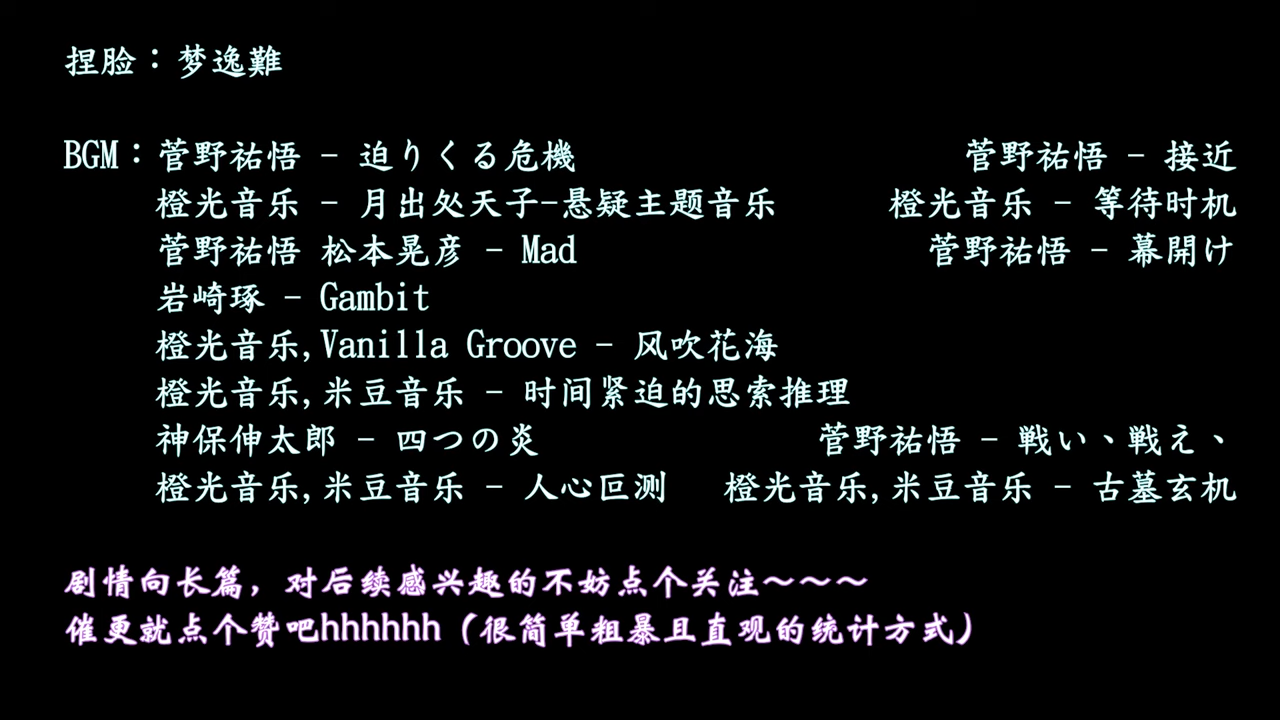 捏脸：梦逸難
BGM：菅野祐悟 - 迫りくる危機 菅野祐悟 - 接近
橙光音乐 - 月出处天子-悬疑主题音乐 橙光音乐 - 等待时机
菅野祐悟 松本晃彦 - Mad 菅野祐悟 - 幕開け
岩崎琢 - Gambit
橙光音乐,Vanilla Groove - 风吹花海
橙光音乐,米豆音乐 - 时间紧迫的思索推理
神保伸太郎 - 四つの炎 菅野祐悟 - 戦い、戦え、
橙光音乐,米豆音乐 - 人心叵测 橙光音乐,米豆音乐 - 古墓玄机
剧情向长篇，对后续感兴趣的不妨点个关注～～～
催更就点个赞吧hhhhhh（很简单粗暴且直观的统计方式）